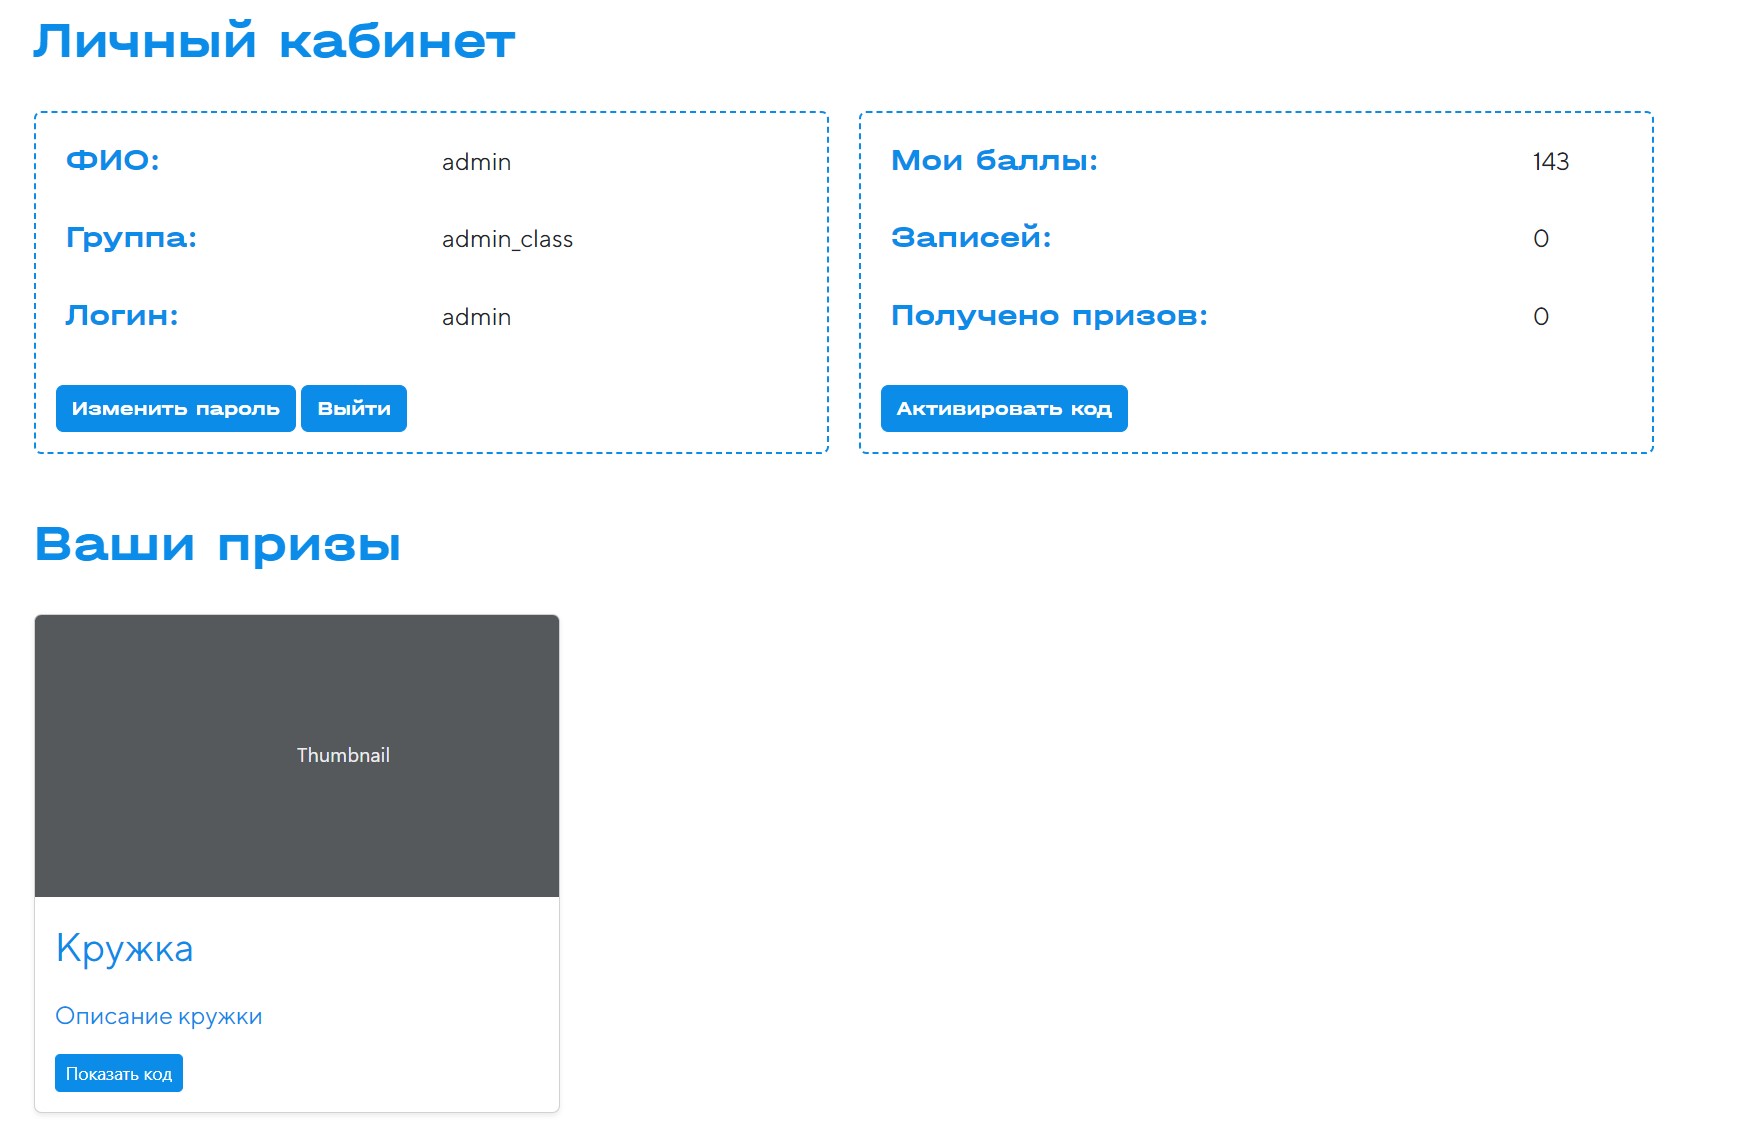 Личный кабинет
ФИО: admin
Группа: admin_class
Логин: admin
Изменить пароль Выйти
Мои баллы: 143
Записей: 0
Получено призов: 0
Активировать код
Ваши призы
Thumbnail
Кружка
Описание кружки
Показать код